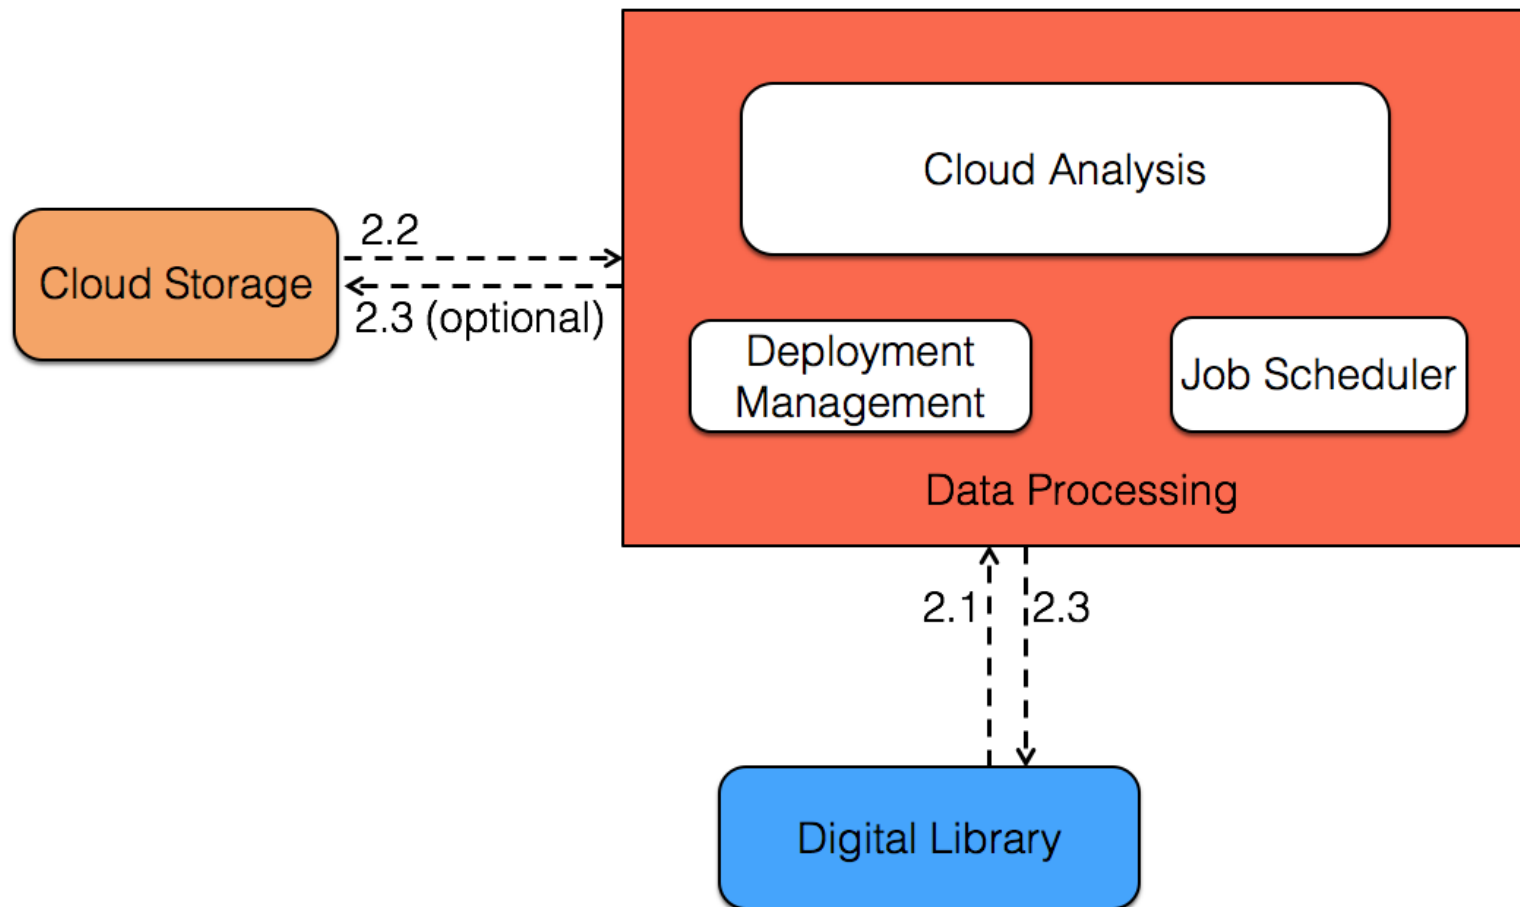 Cloud Analysis
2.2
Cloud Storage
2.3 (optional)
Deployment
Management
Job Scheduler
Data Processing
2.1
2.3
Digital Library